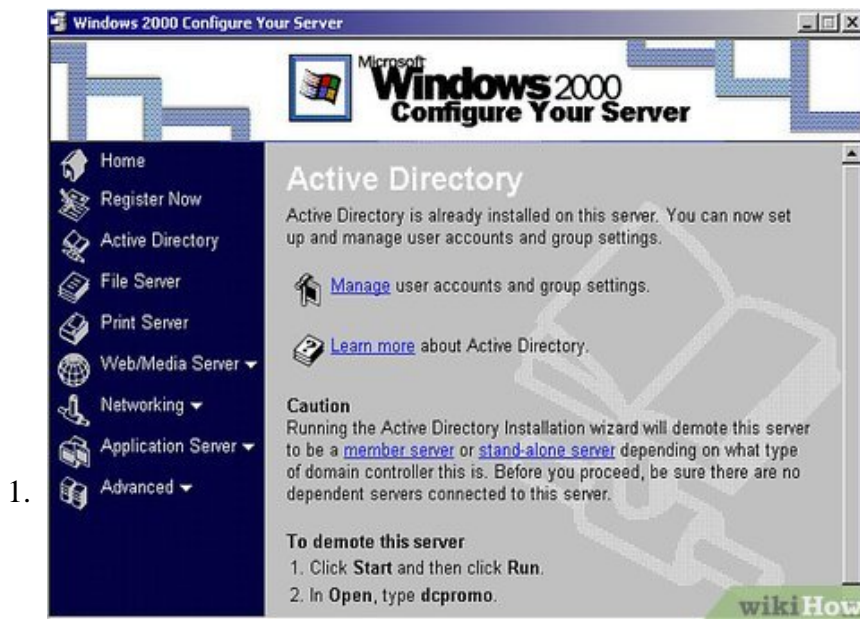 Windows 2000 Configure Your Server
Microsoft
Windows 2000
Configure Your Server
Home
Register Now
Active Directory
File Server
Print Server
Web/Media Server
Networking
Application Server
Advanced
Active Directory
Active Directory is already installed on this server. You can now set
up and manage user accounts and group settings.
Manage user accounts and group settings.
Learn more about Active Directory.
Caution
Running the Active Directory Installation wizard will demote this server
to be a member server or stand-alone server depending on what type
of domain controller this is. Before you proceed, be sure there are no
dependent servers connected to this server.
To demote this server
1. Click Start and then click Run.
2. In Open, type dcpromo.
1.
wikiHow